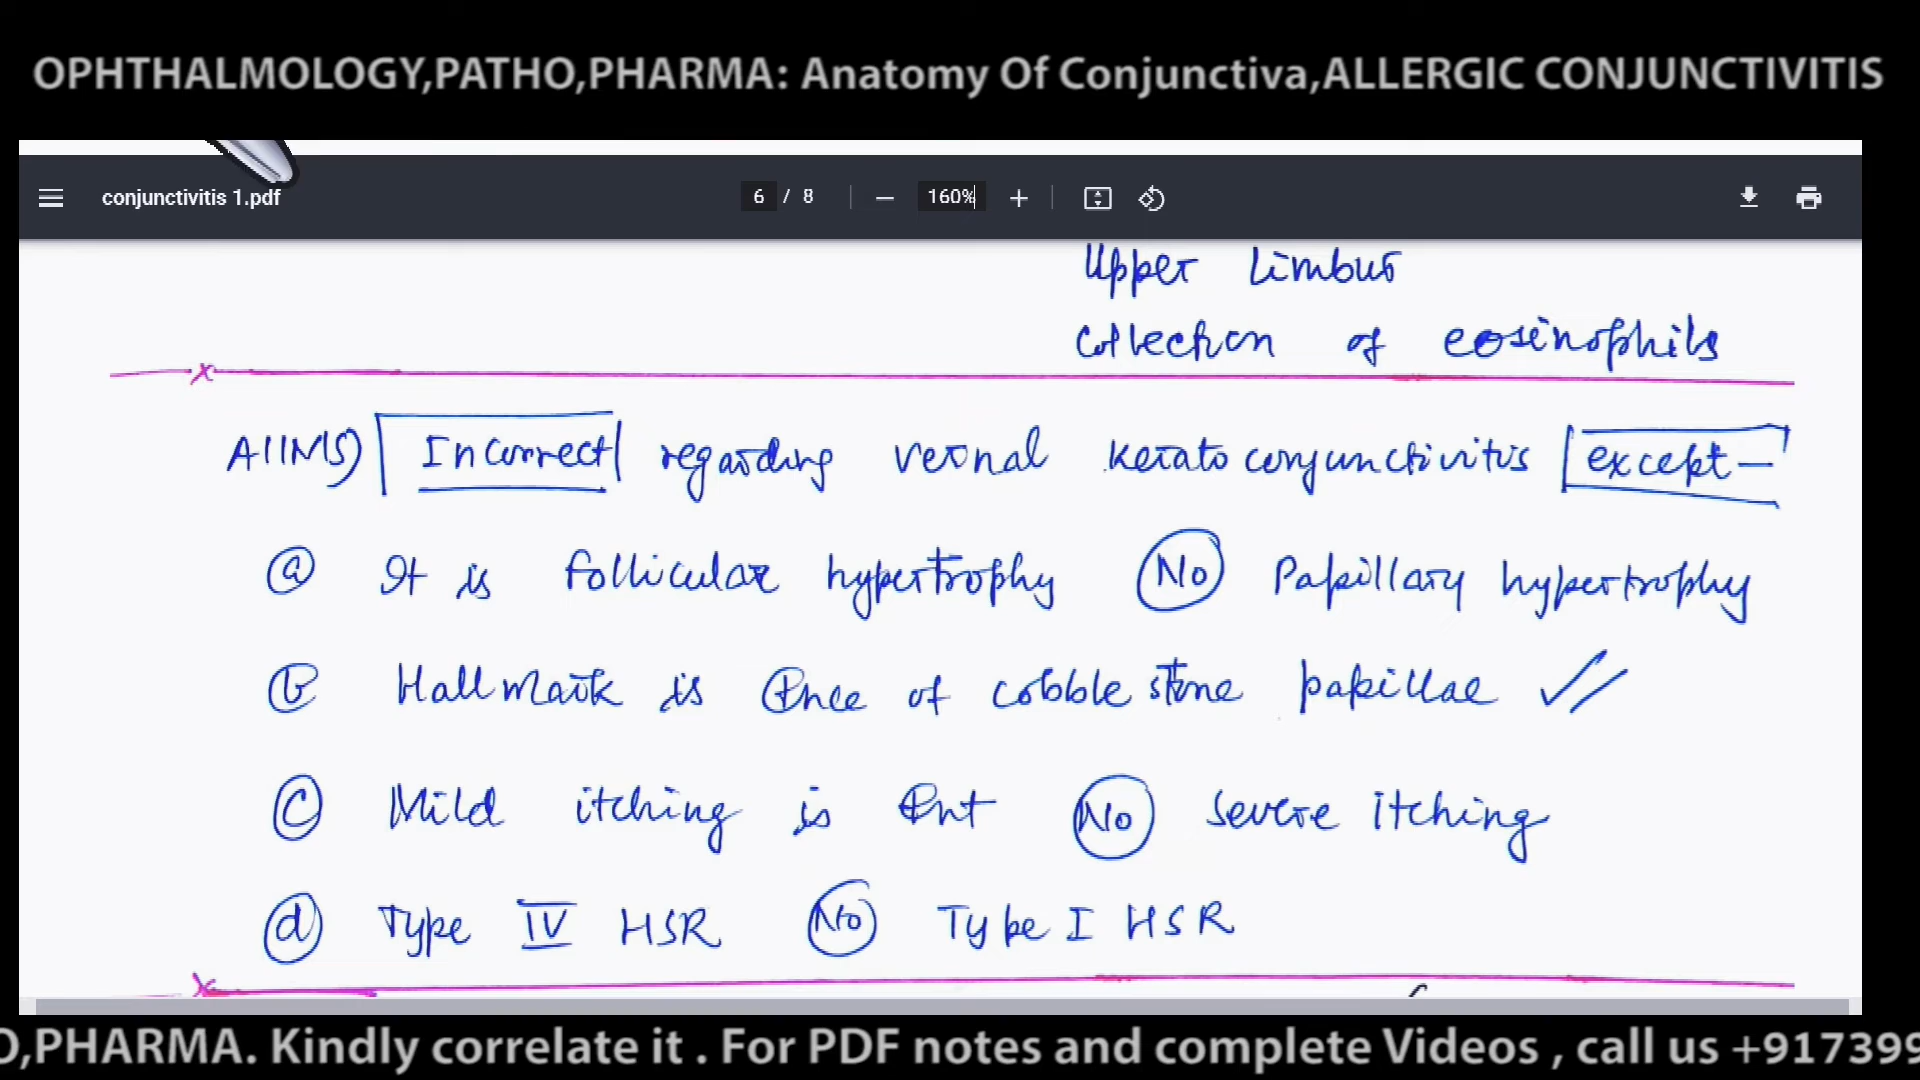 OPHTHALMOLOGY,PATHO,PHARMA: Anatomy Of Conjunctiva,ALLERGIC CONJUNCTIVITIS
conjunctivitis 1.pdf 6 / 8 160%
Upper Limbus
Collection of eosinophils
AIIMS) Incorrect regarding vernal Kerato conjunctivitis except-
a It is follicular hypertrophy No Papillary hypertrophy
b Hallmark is ⊕nce of cobble stone papillae ✓
c Mild itching is ⊕nt No Severe itching
d Type IV HSR No Type I HSR
O,PHARMA. Kindly correlate it . For PDF notes and complete Videos , call us +917399